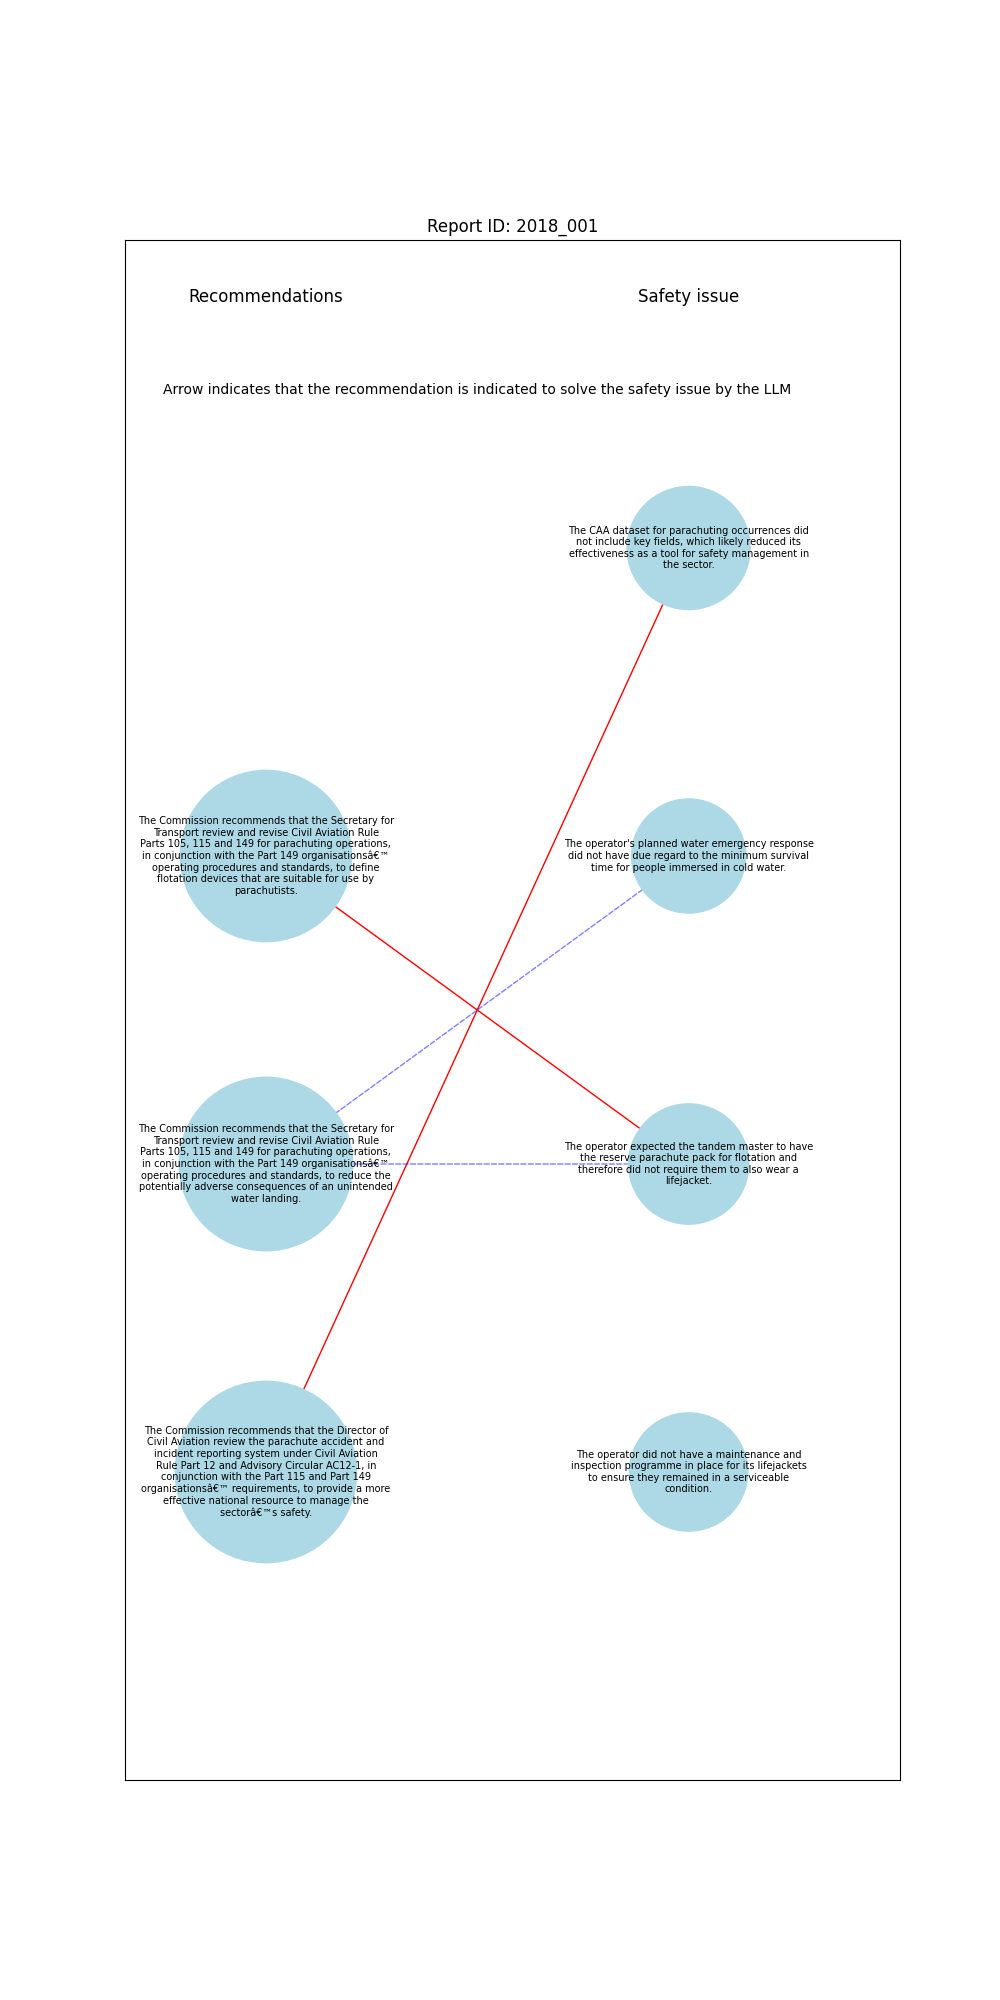 Report ID: 2018_001
Recommendations
Safety issue
Arrow indicates that the recommendation is indicated to solve the safety issue by the LLM
The CAA dataset for parachuting occurrences did
not include key fields, which likely reduced its
effectiveness as a tool for safety management in
the sector.
The Commission recommends that the Secretary for
Transport review and revise Civil Aviation Rule
Parts 105, 115 and 149 for parachuting operations,
in conjunction with the Part 149 organisationsâ€™
operating procedures and standards, to define
flotation devices that are suitable for use by
parachutists.
The operator's planned water emergency response
did not have due regard to the minimum survival
time for people immersed in cold water.
The Commission recommends that the Secretary for
Transport review and revise Civil Aviation Rule
Parts 105, 115 and 149 for parachuting operations,
in conjunction with the Part 149 organisationsâ€™
operating procedures and standards, to reduce the
potentially adverse consequences of an unintended
water landing.
The operator expected the tandem master to have
the reserve parachute pack for flotation and
therefore did not require them to also wear a
lifejacket.
The Commission recommends that the Director of
Civil Aviation review the parachute accident and
incident reporting system under Civil Aviation
Rule Part 12 and Advisory Circular AC12-1, in
conjunction with the Part 115 and Part 149
organisationsâ€™ requirements, to provide a more
effective national resource to manage the
sectorâ€™s safety.
The operator did not have a maintenance and
inspection programme in place for its lifejackets
to ensure they remained in a serviceable
condition.